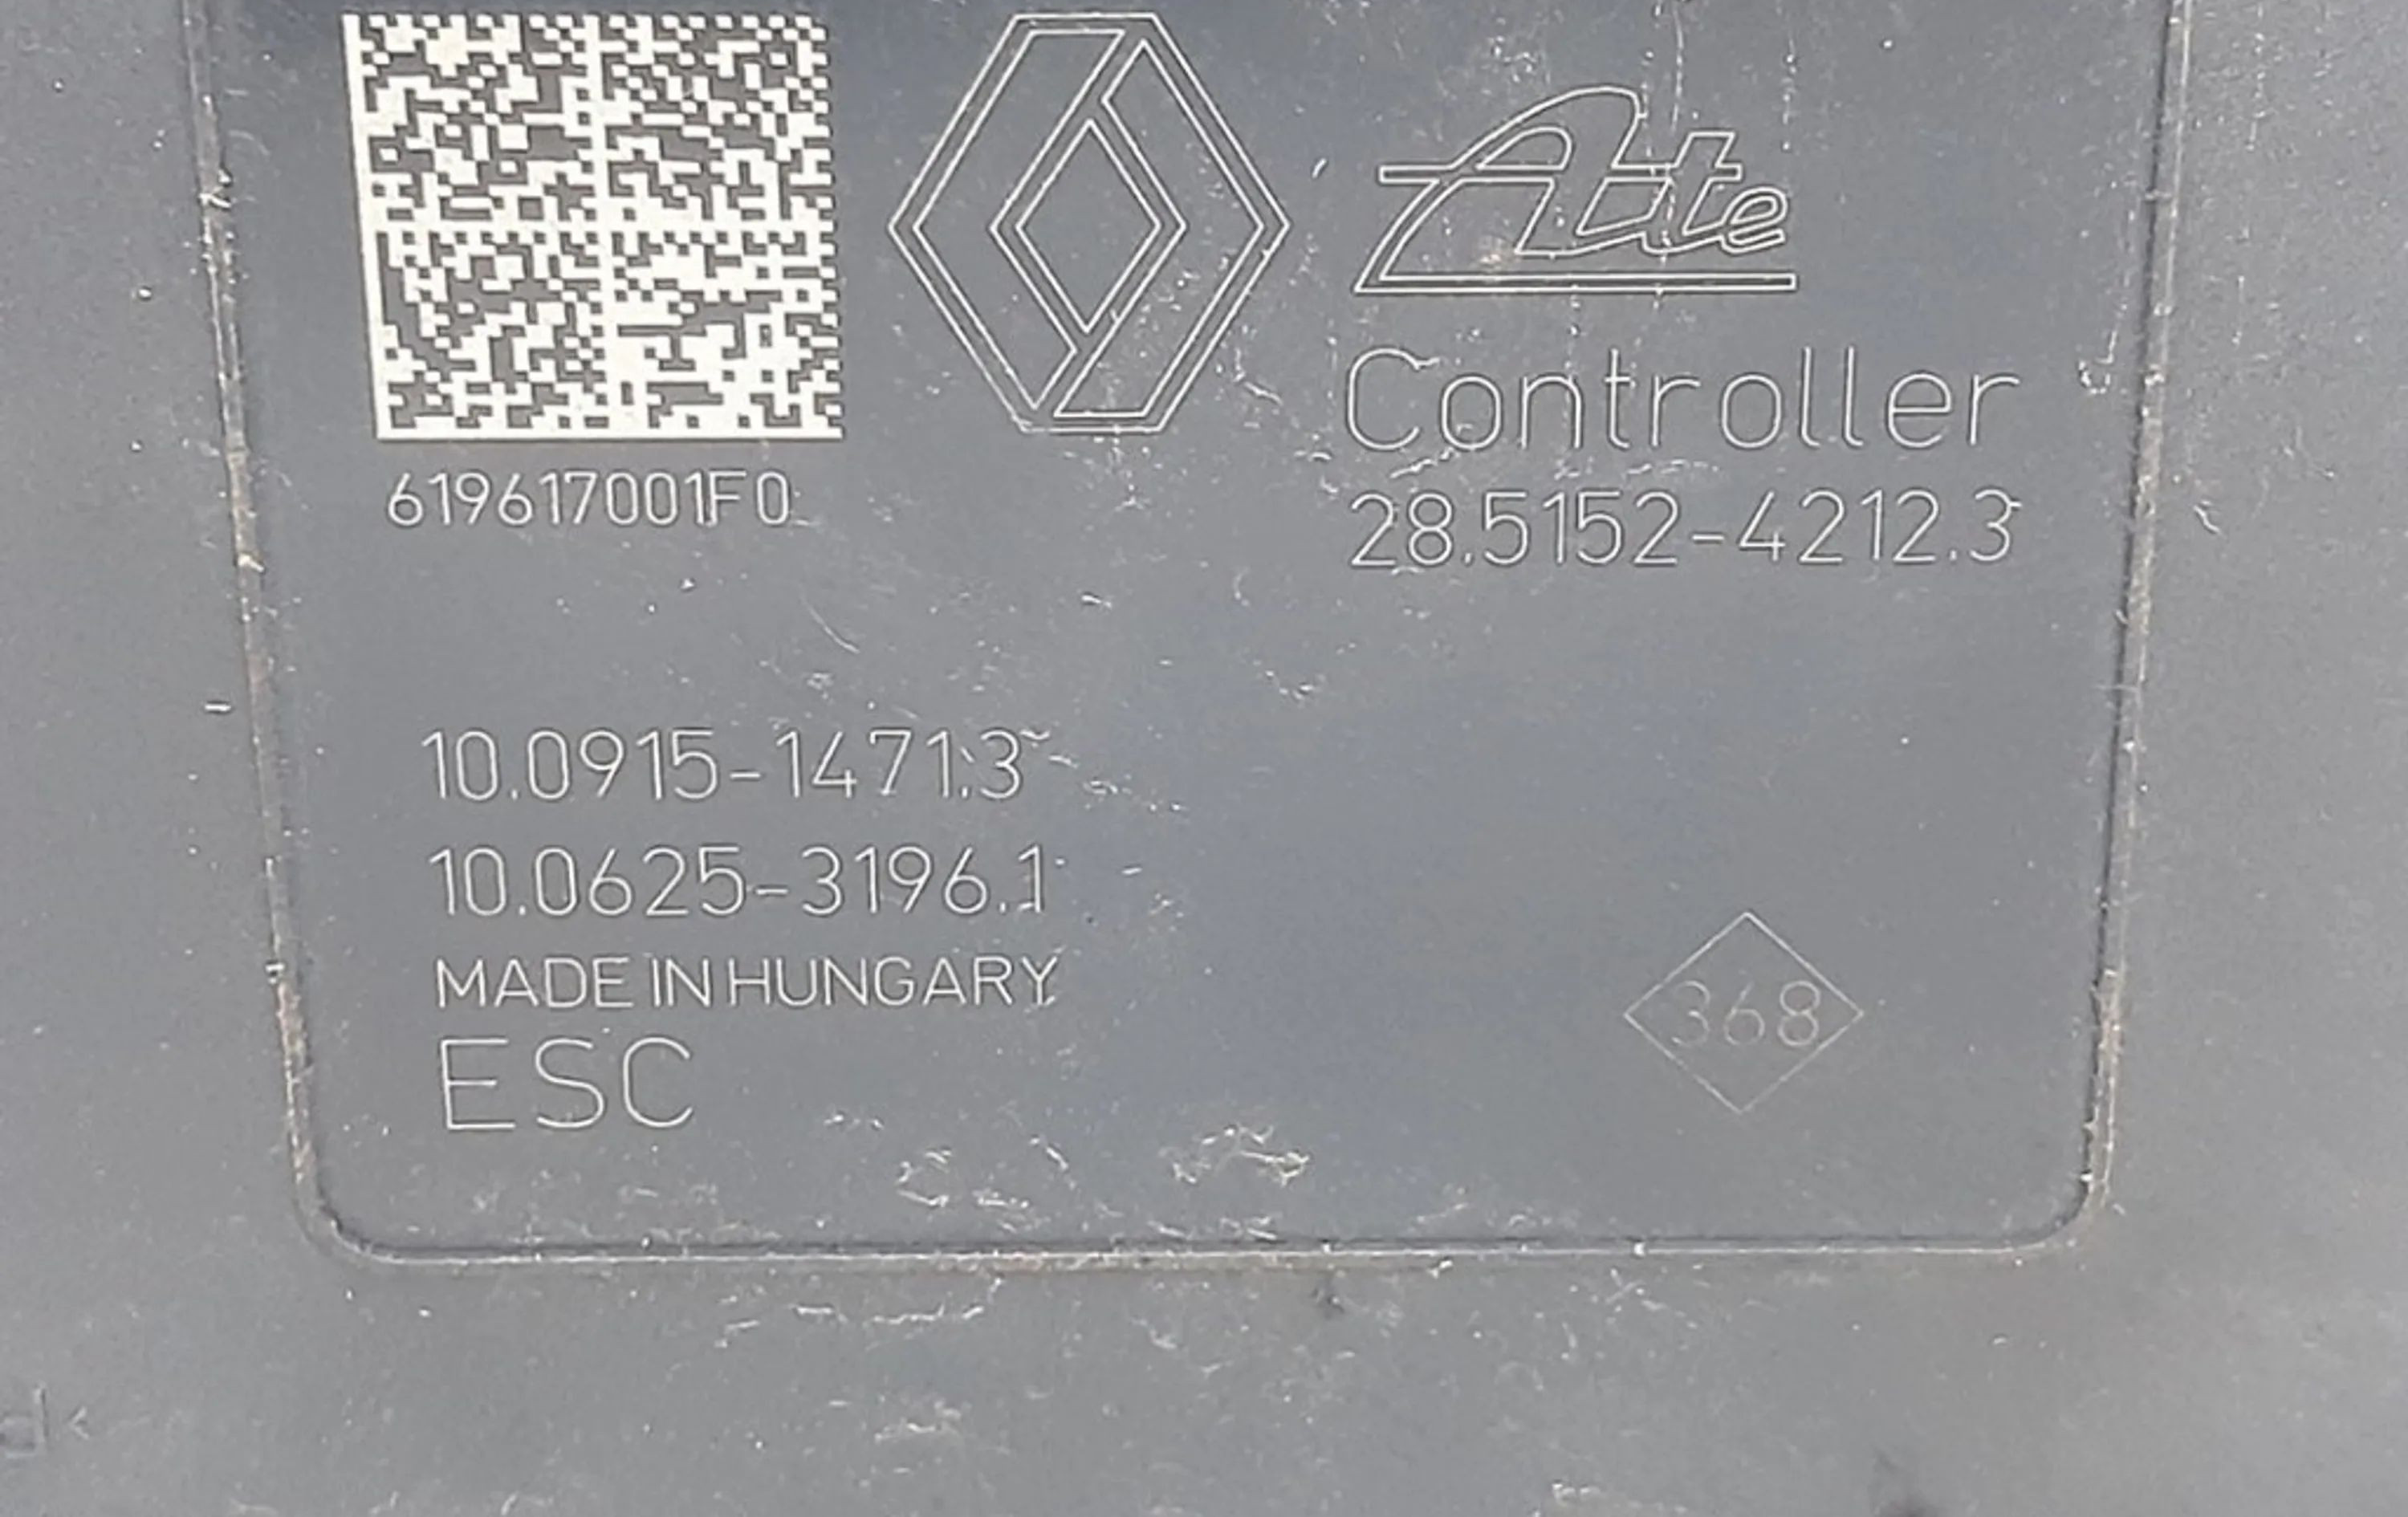 Ate
Controller
619617001F0
28.5152-4212.3
10.0915-1471.3
10.0625-3196.1
MADE IN HUNGARY
ESC
368